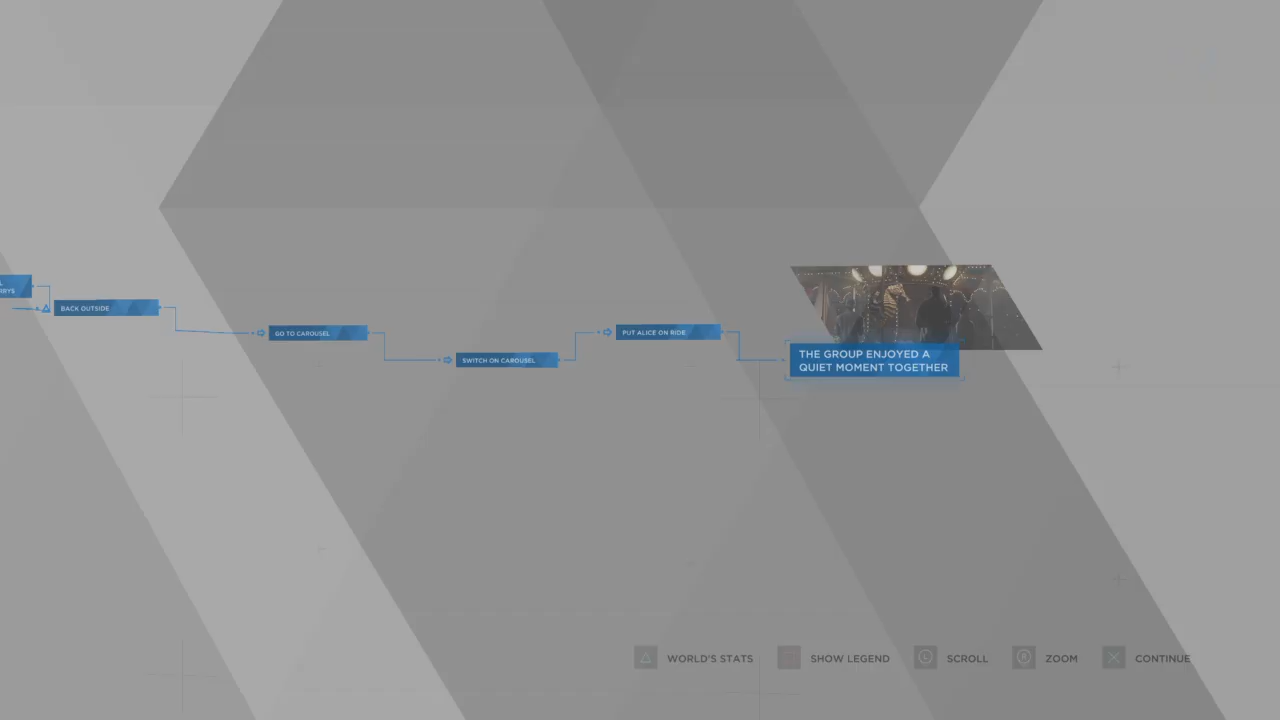 RRYS
BACK OUTSIDE
GO TO CAROUSEL
SWITCH ON CAROUSEL
PUT ALICE ON RIDE
THE GROUP ENJOYED A
QUIET MOMENT TOGETHER
WORLD'S STATS
SHOW LEGEND
SCROLL
ZOOM
CONTINUE